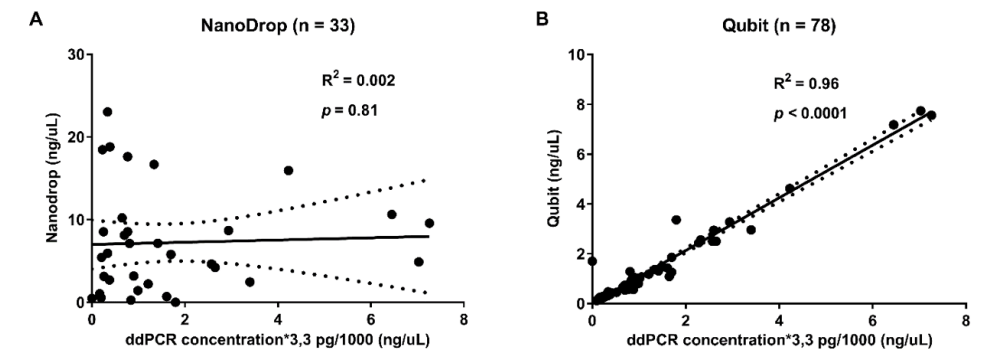 A
NanoDrop (n = 33)
30
20
10
0
Nanodrop (ng/uL)
R² = 0.002
p = 0.81
0 2 4 6 8
ddPCR concentration*3,3 pg/1000 (ng/uL)
B
Qubit (n = 78)
10
8
6
4
2
0
Qubit (ng/uL)
R² = 0.96
p < 0.0001
0 2 4 6 8
ddPCR concentration*3,3 pg/1000 (ng/uL)